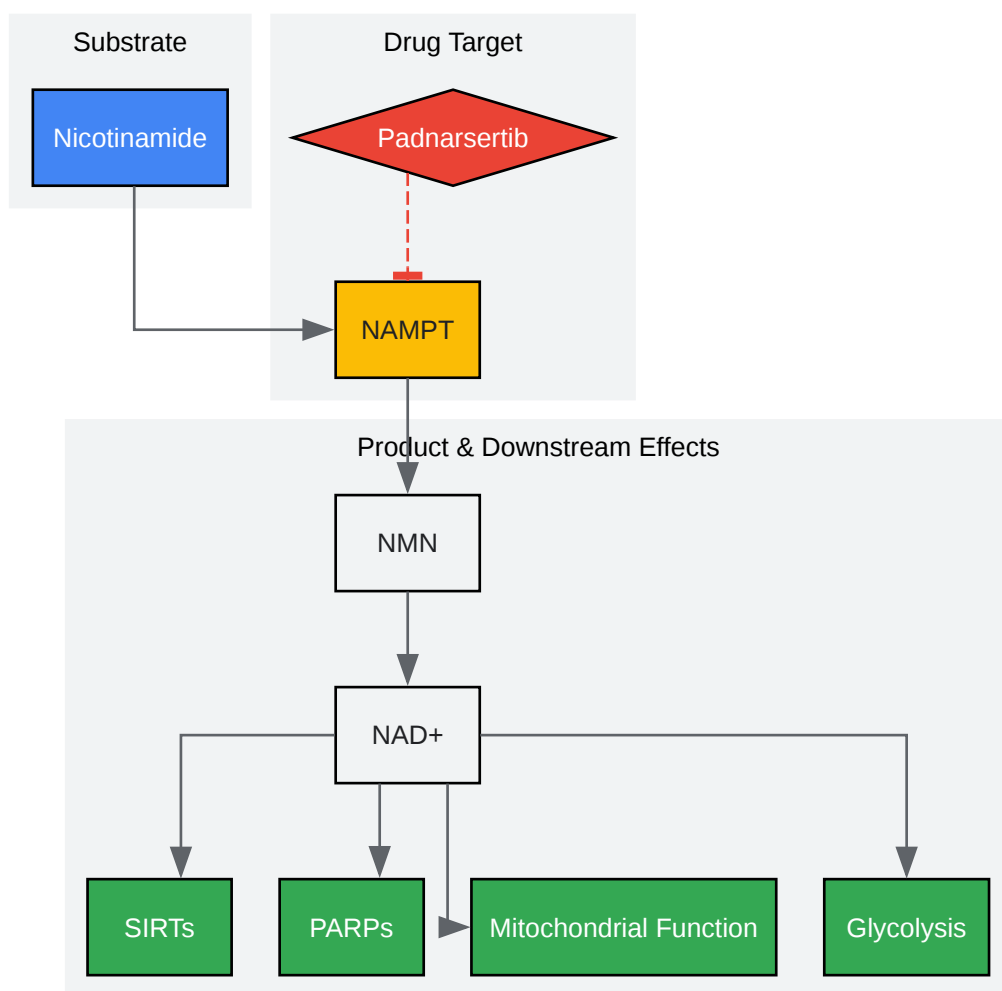 Substrate
Drug Target
Nicotinamide
Padnarsertib
NAMPT
Product & Downstream Effects
NMN
NAD+
SIRTs
PARPs
Mitochondrial Function
Glycolysis